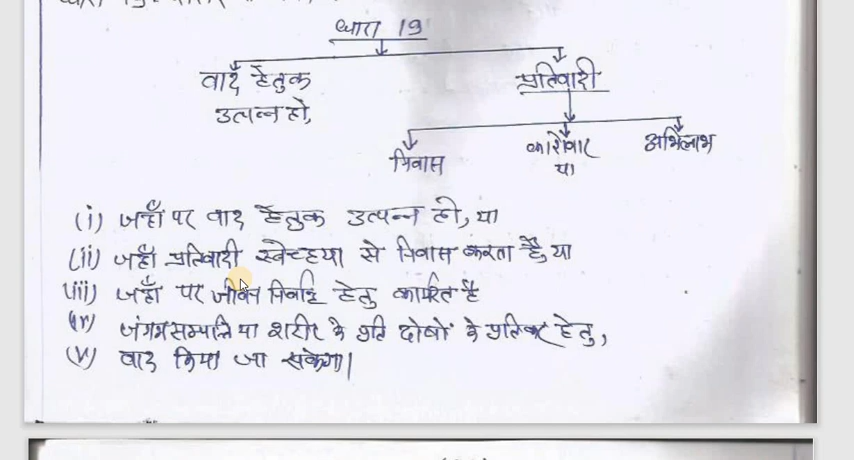 धारा 19
वाद हेतुक
उत्पन्न हो,
प्रतिवादी
निवास
कारोबार
या
अभिलाभ
(i) जहाँ पर वाद हेतुक उत्पन्न हो, या
(ii) जहाँ प्रतिवादी स्वेच्छया से निवास करता है, या
(iii) जहाँ पर जीवन निर्वाह हेतु कार्यरत है
(iv) जंगम सम्पत्ति या शरीर के प्रति दोषों के प्रतिकर हेतु,
(v) वाद किया जा सकेगा।